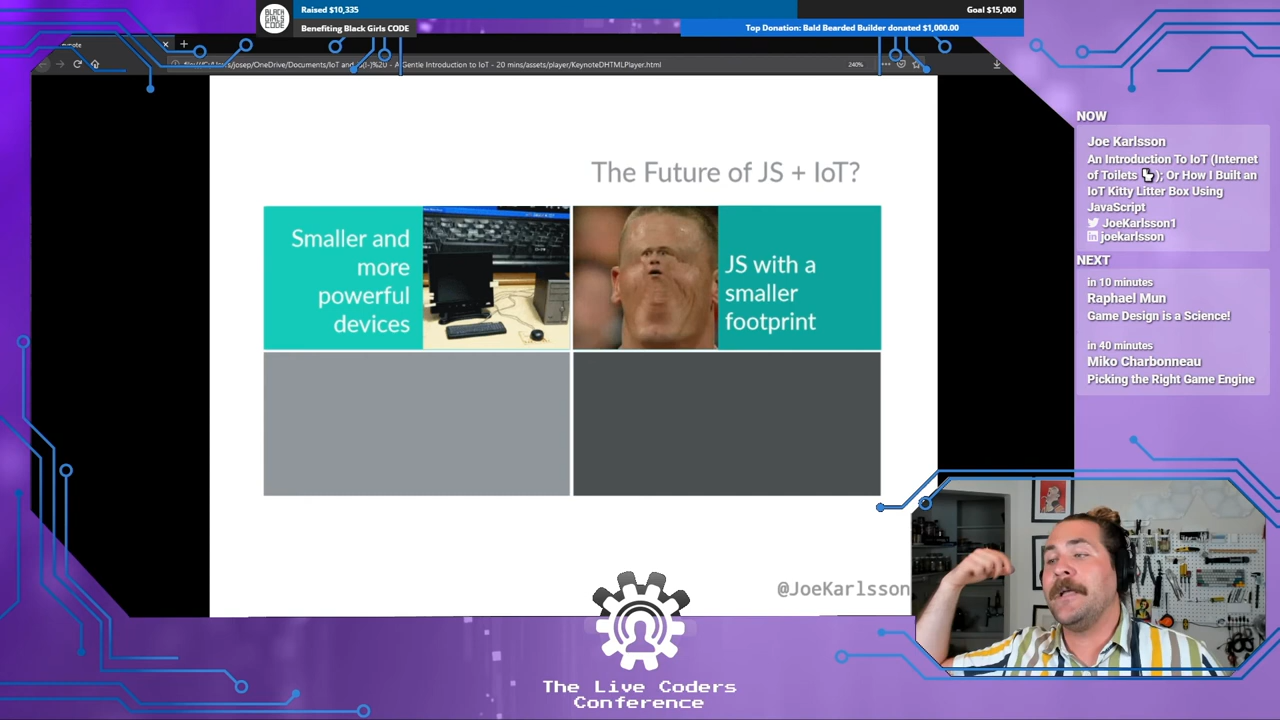 BLACK
GIRLS
CODE
Raised $10,335
Goal $15,000
Benefiting Black Girls CODE
Top Donation: Bald Bearded Builder donated $1,000.00
/OneDrive/Documents/IoT and
- A Gentle Introduction to IoT - 20 mins/assets/player/KeynoteDHTMLPlayer.html
240%
The Future of JS + IoT?
Smaller and
more
powerful
devices
JS with a
smaller
footprint
@JoeKarlsson
NOW
Joe Karlsson
An Introduction To IoT (Internet
of Toilets 🚽); Or How I Built an
IoT Kitty Litter Box Using
JavaScript
JoeKarlsson1
joekarlsson
NEXT
in 10 minutes
Raphael Mun
Game Design is a Science!
in 40 minutes
Miko Charbonneau
Picking the Right Game Engine
The Live Coders
Conference